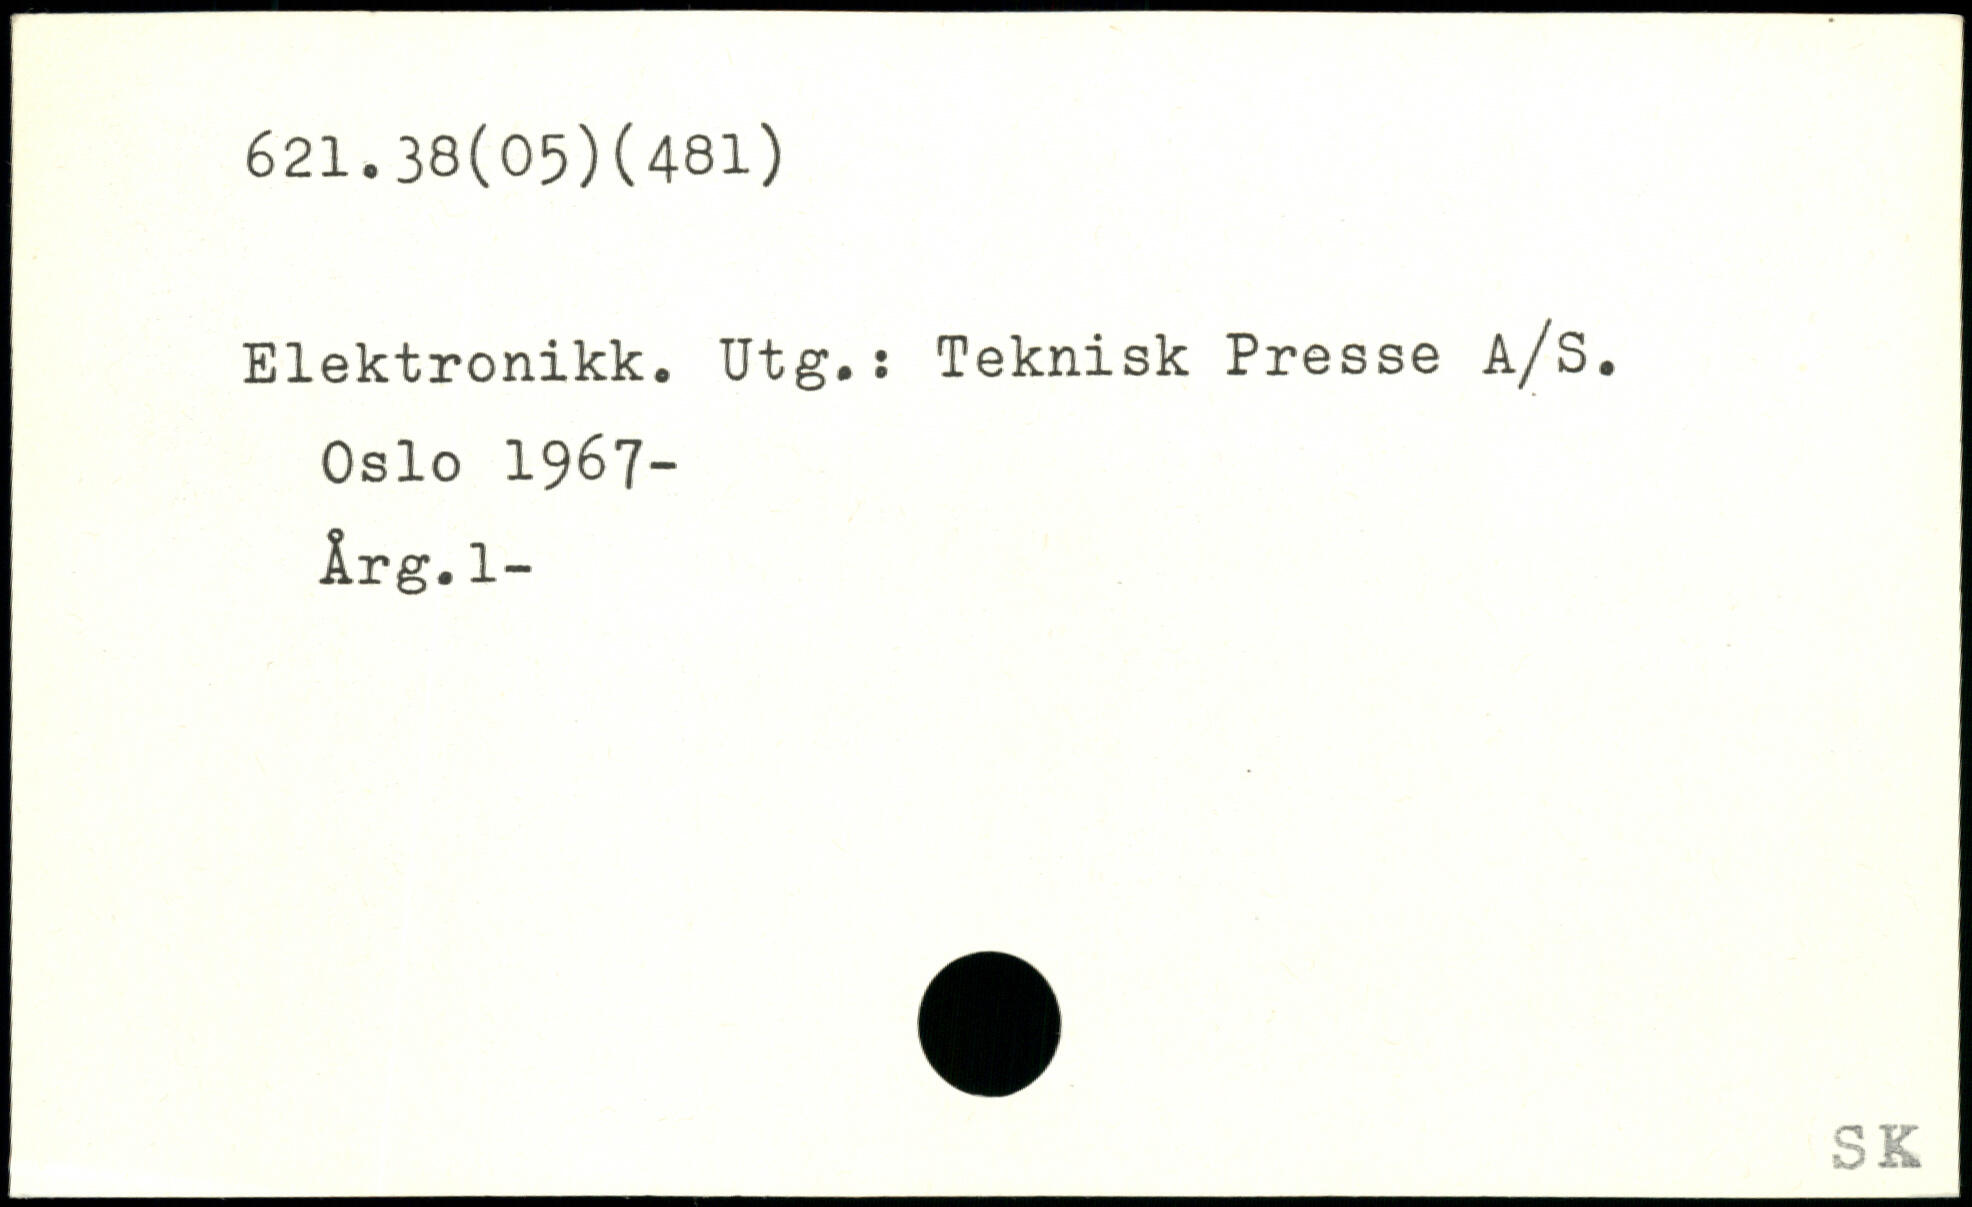 621.38(05)(481)
Elektronikk. Utg.: Teknisk Presse A/S.
Oslo 1967-
Årg.1-
SK